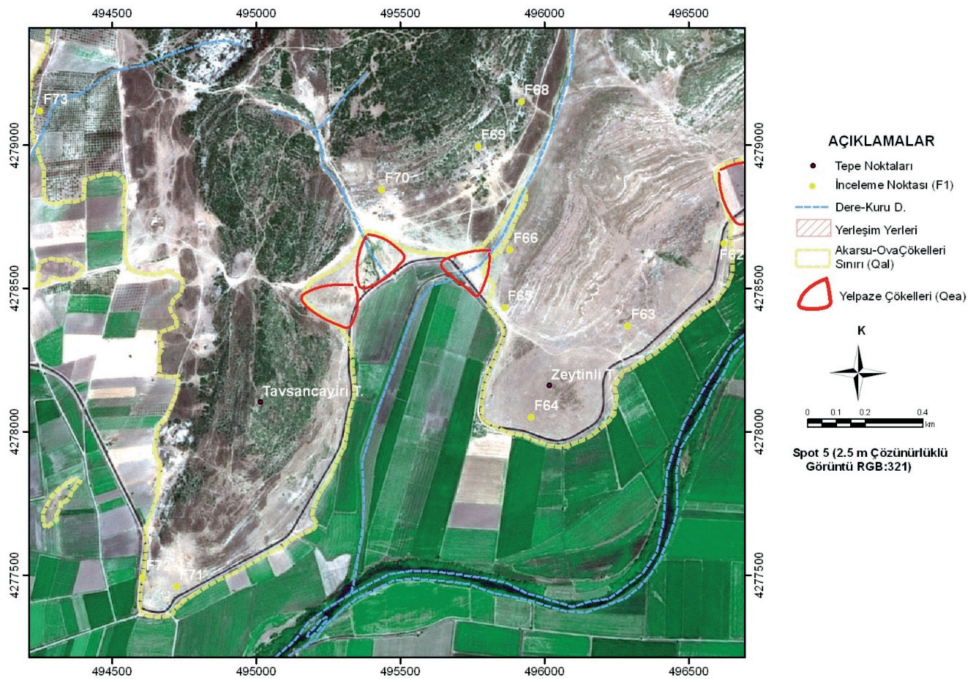 494500 495000 495500 496000 496500
F73
F68
F69
F70
F66
F62
F65
F63
Tavsancayiri T.
Zeytinli T.
F64
F72
F71
4279000
4278500
4278000
4277500
4279000
4278500
4278000
4277500
494500 495000 495500 496000 496500
AÇIKLAMALAR
Tepe Noktaları
İnceleme Noktası (F1)
Dere-Kuru D.
Yerleşim Yerleri
Akarsu-OvaÇökelleri
Sınırı (Qal)
Yelpaze Çökelleri (Qea)
K
0 0.1 0.2 0.4
km
Spot 5 (2.5 m Çözünürlüklü
Görüntü RGB:321)